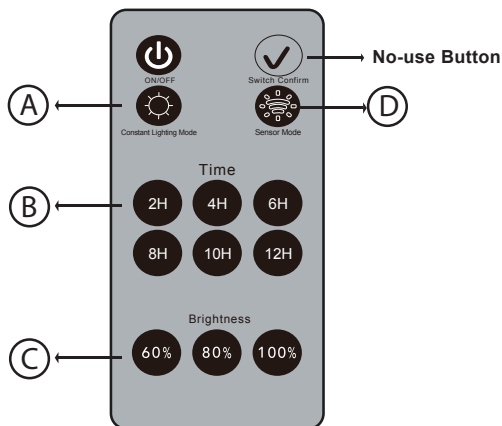 No-use Button
ON/OFF
Switch Confirm
A
D
Constant Lighting Mode
Sensor Mode
Time
B
2H 4H 6H
8H 10H 12H
Brightness
C
60% 80% 100%